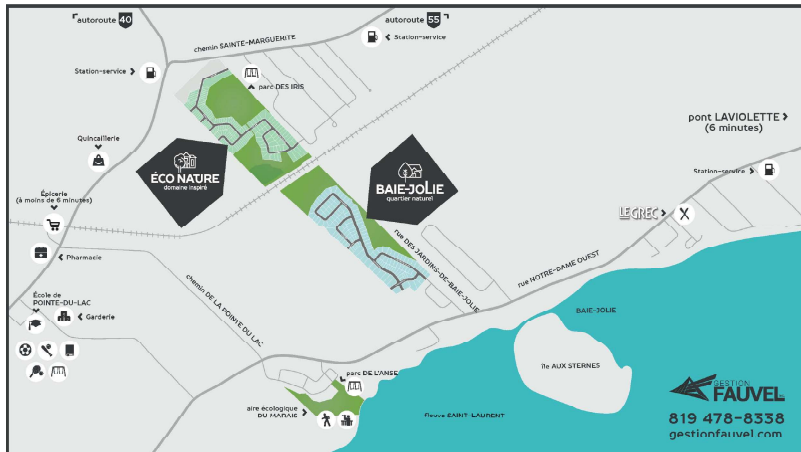 autoroute 40
autoroute 55
Station-service
chemin SAINTE-MARGUERITE
Station-service
parc DES IRIS
pont LAVIOLETTE
(6 minutes)
Quincaillerie
ÉCO NATURE
domaine inspiré
BAIE-JOLIE
quartier naturel
Station-service
Épicerie
(à moins de 6 minutes)
LE GREC
rue DES JARDINS-DE-BAIE-JOLIE
Pharmacie
rue NOTRE-DAME OUEST
chemin DE LA POINTE DU LAC
École de
POINTE-DU-LAC
Garderie
BAIE-JOLIE
île AUX STERNES
parc DE L'ANSE
aire écologique
DU MARAIS
fleuve SAINT-LAURENT
GESTION
FAUVEL
819 478-8338
gestionfauvel.com